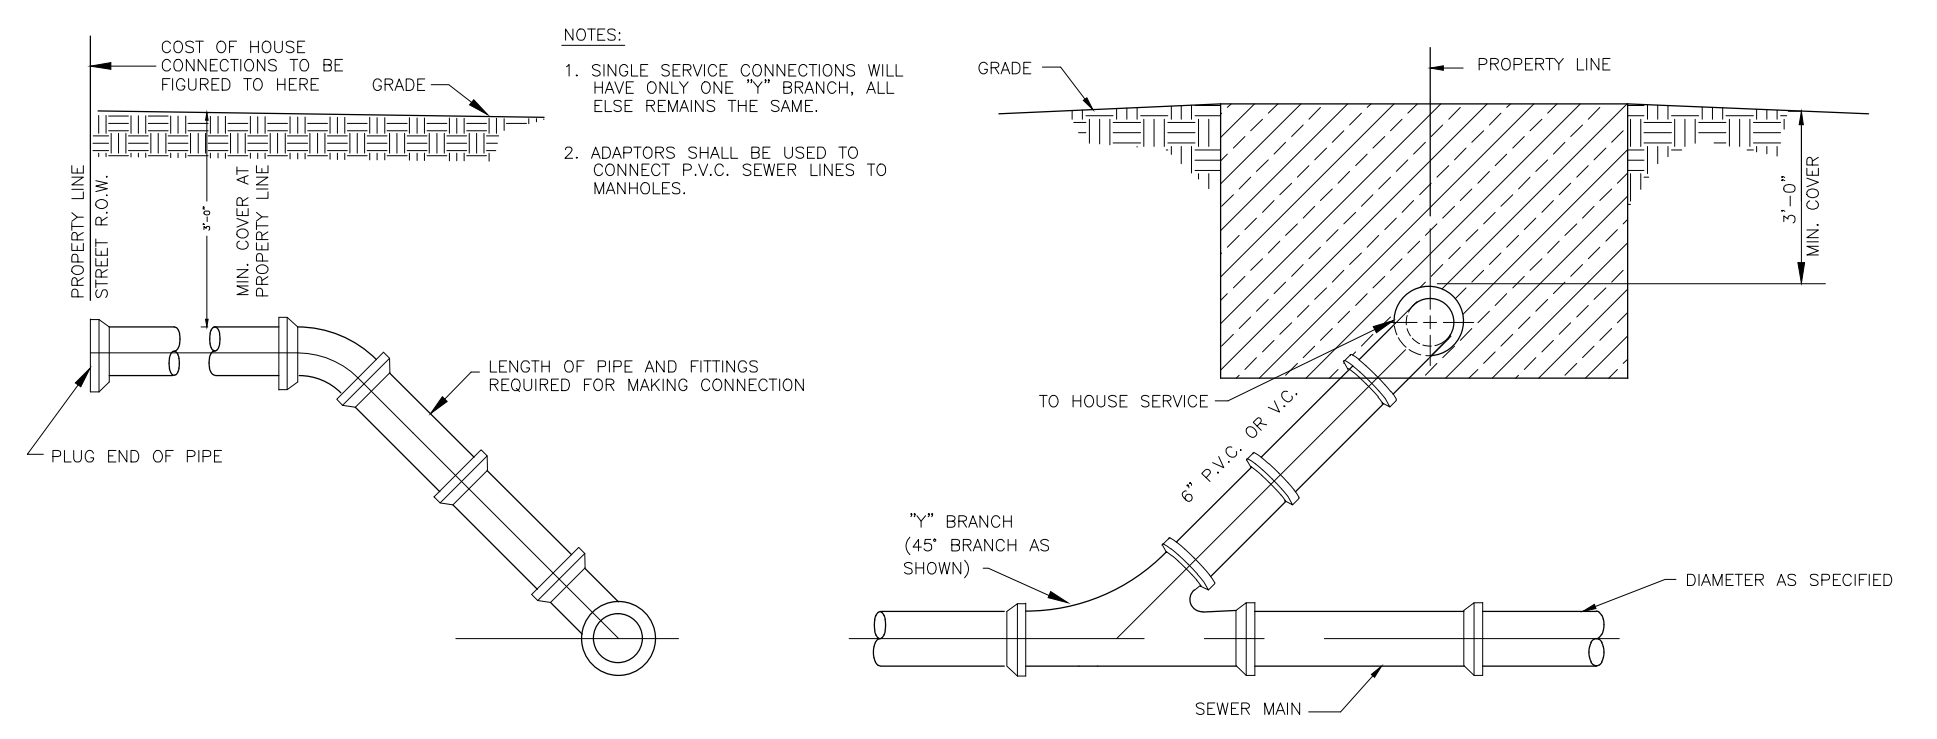 COST OF HOUSE
CONNECTIONS TO BE
FIGURED TO HERE
GRADE
PROPERTY LINE
STREET R.O.W.
3'-0"
MIN. COVER AT
PROPERTY LINE
PLUG END OF PIPE
LENGTH OF PIPE AND FITTINGS
REQUIRED FOR MAKING CONNECTION
NOTES:
1. SINGLE SERVICE CONNECTIONS WILL
HAVE ONLY ONE "Y" BRANCH, ALL
ELSE REMAINS THE SAME.
2. ADAPTORS SHALL BE USED TO
CONNECT P.V.C. SEWER LINES TO
MANHOLES.
GRADE
PROPERTY LINE
3'-0"
MIN. COVER
TO HOUSE SERVICE
6" P.V.C. OR V.C.
"Y" BRANCH
(45° BRANCH AS
SHOWN)
DIAMETER AS SPECIFIED
SEWER MAIN